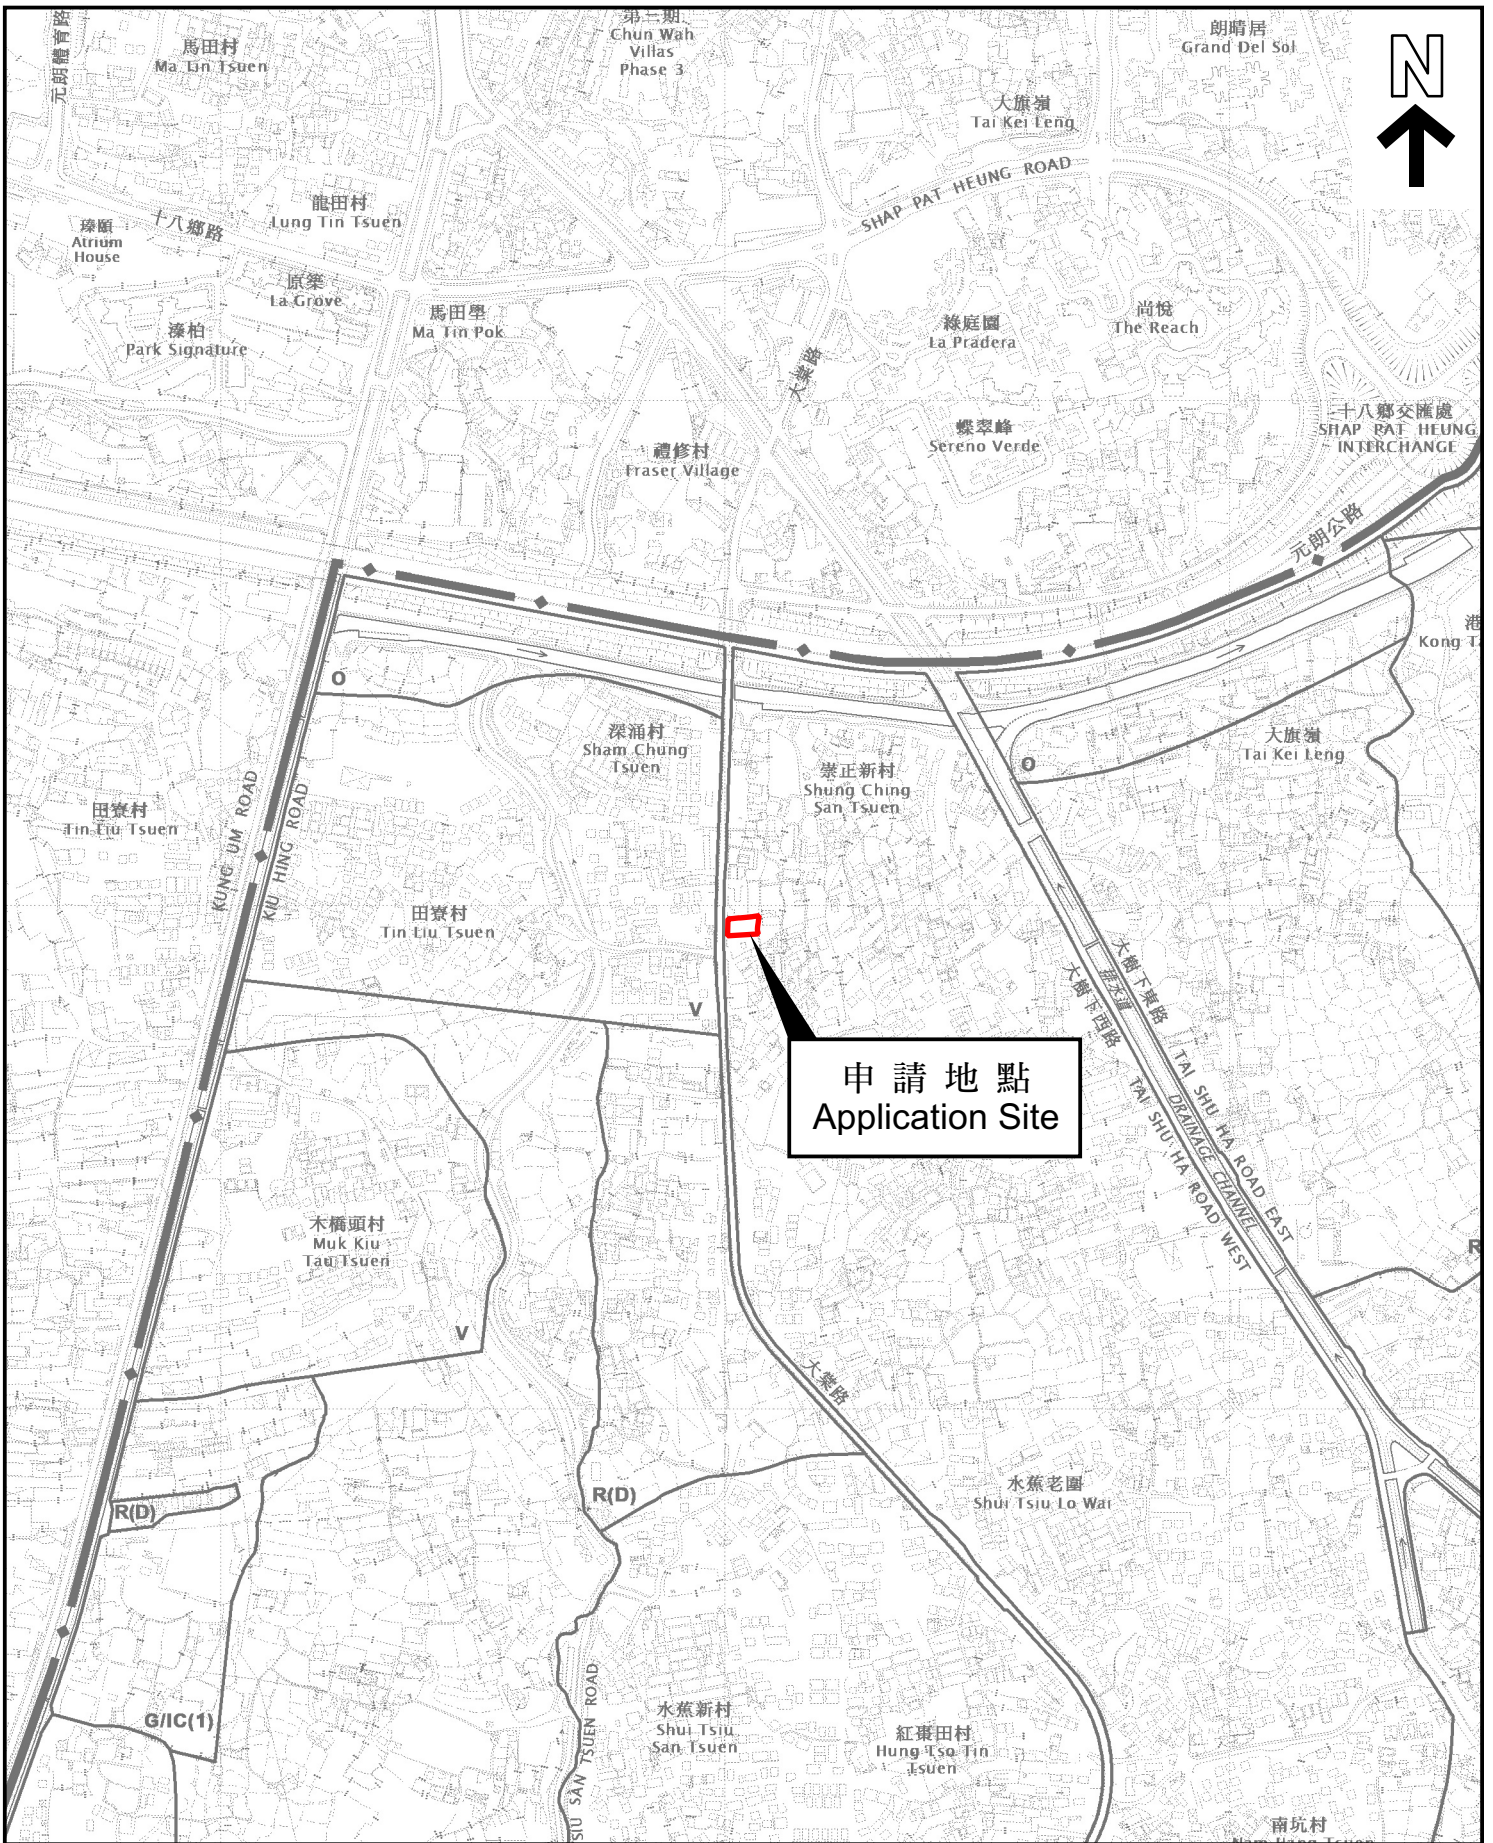 元朗體育路
馬田村
Ma Tin Tsuen
第三期
Chun Wah
Villas
Phase 3
朗晴居
Grand Del Sol
N
大旗嶺
Tai Kei Leng
SHAP PAT HEUNG ROAD
龍田村
Lung Tin Tsuen
十八鄉路
瑧頤
Atrium
House
原築
La Grove
馬田壆
Ma Tin Pok
溱柏
Park Signature
尚悅
The Reach
綠庭園
La Pradera
大棠路
蝶翠峰
Sereno Verde
十八鄉交匯處
SHAP PAT HEUNG
INTERCHANGE
禮修村
Fraser Village
元朗公路
Kong T
O
深涌村
Sham Chung
Tsuen
大旗嶺
Tai Kei Leng
崇正新村
Shung Ching
San Tsuen
O
田寮村
Tin Liu Tsuen
KUNG UM ROAD
KIU HING ROAD
田寮村
Tin Liu Tsuen
V
大樹下東路
TAI SHU HA ROAD EAST
排水道
DRAINAGE CHANNEL
大樹下西路
TAI SHU HA ROAD WEST
申請地點
Application Site
木橋頭村
Muk Kiu
Tau Tsuen
R
V
大棠路
水蕉老圍
Shui Tsiu Lo Wai
R(D)
R(D)
G/IC(1)
SIU SAN TSUEN ROAD
水蕉新村
Shui Tsiu
San Tsuen
紅棗田村
Hung Tso Tin
Tsuen
南坑村
Nam Hang Tsuen